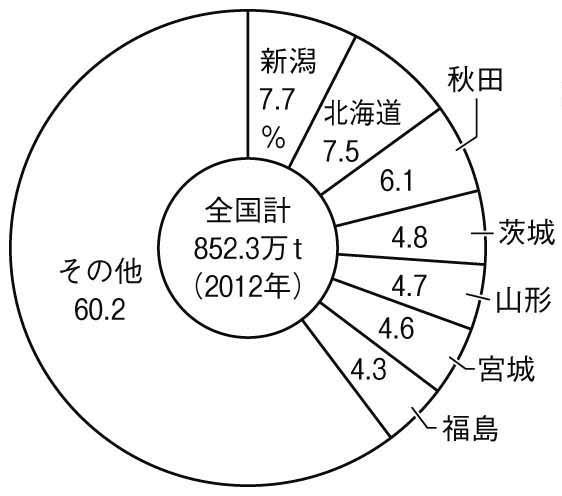 新潟
7.7
%
北海道
7.5
秋田
6.1
茨城
4.8
山形
4.7
宮城
4.6
福島
4.3
その他
60.2
全国計
852.3万t
(2012年)